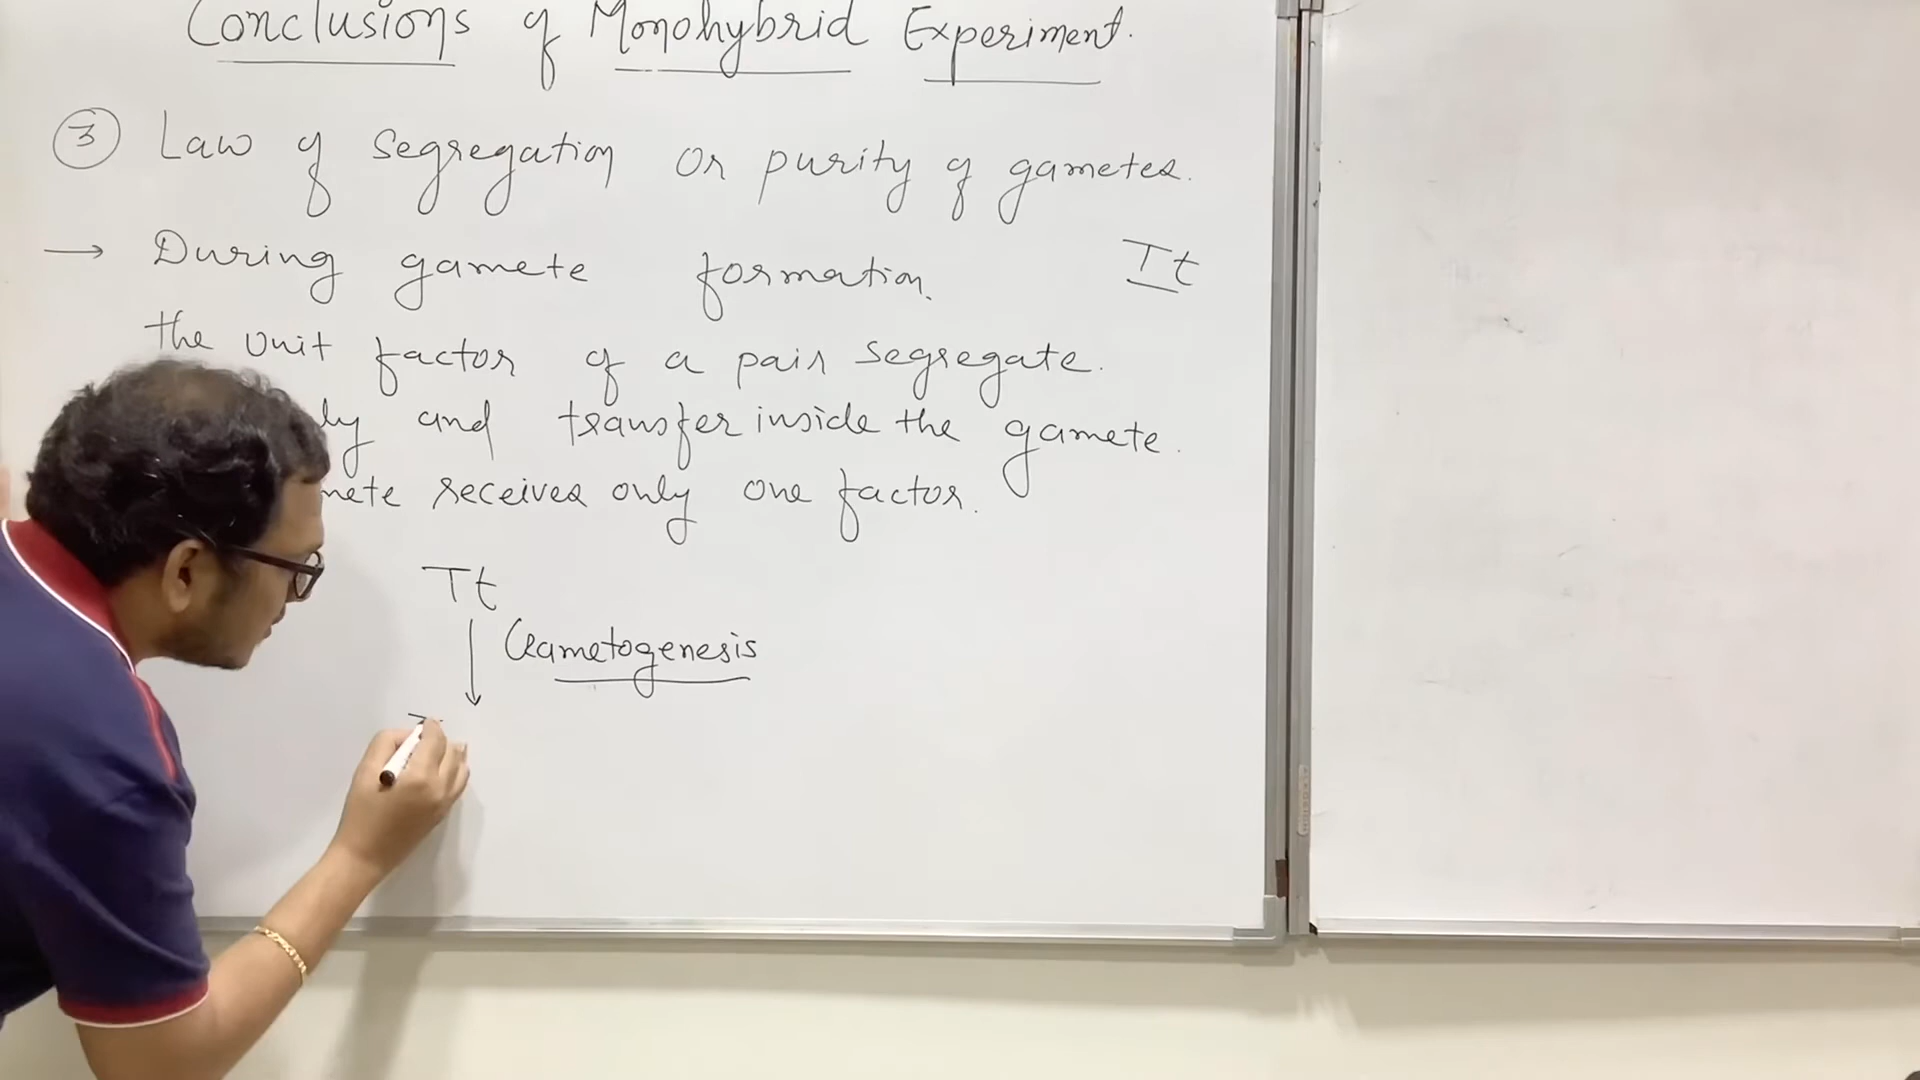 Conclusions of Monohybrid Experiment.
3 Law of segregation or purity of gametes.
→ During gamete formation. Tt
the unit factor of a pair segregate.
and transfer inside the gamete.
receives only one factor.
Tt
Gametogenesis